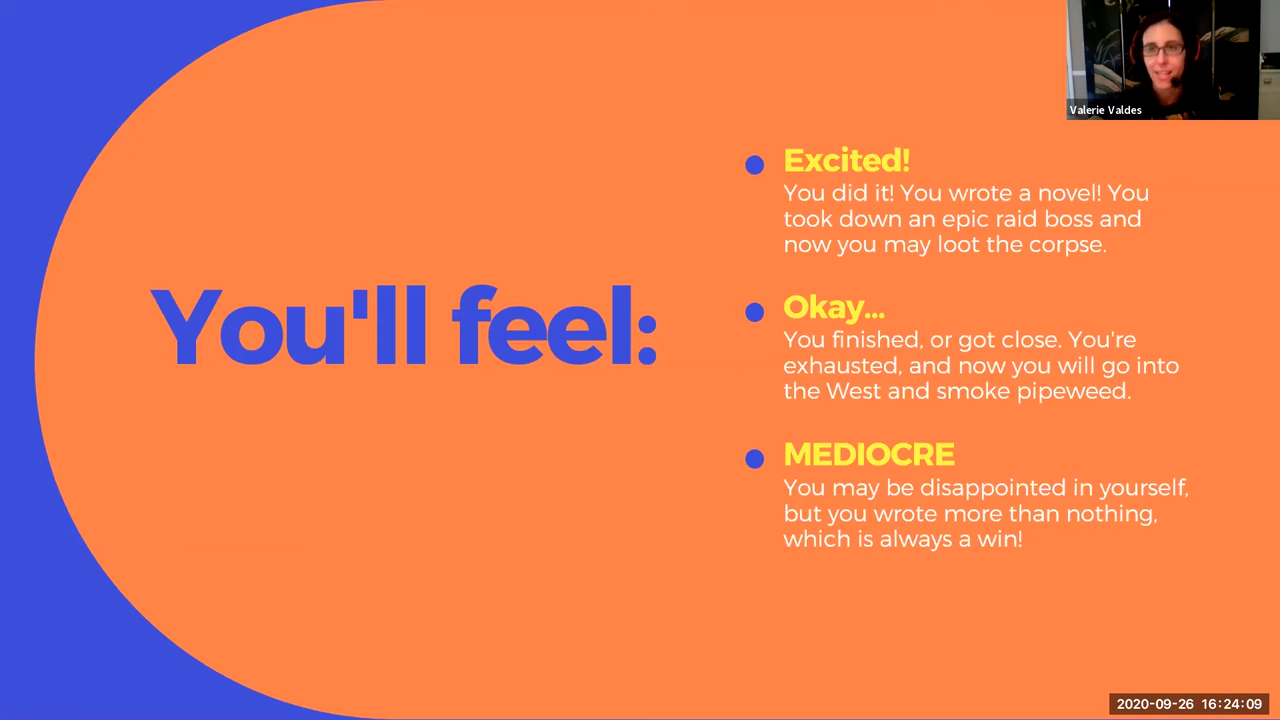 Valerie Valdes
You'll feel:
Excited!
You did it! You wrote a novel! You
took down an epic raid boss and
now you may loot the corpse.
Okay...
You finished, or got close. You're
exhausted, and now you will go into
the West and smoke pipeweed.
MEDIOCRE
You may be disappointed in yourself,
but you wrote more than nothing,
which is always a win!
2020-09-26 16:24:09